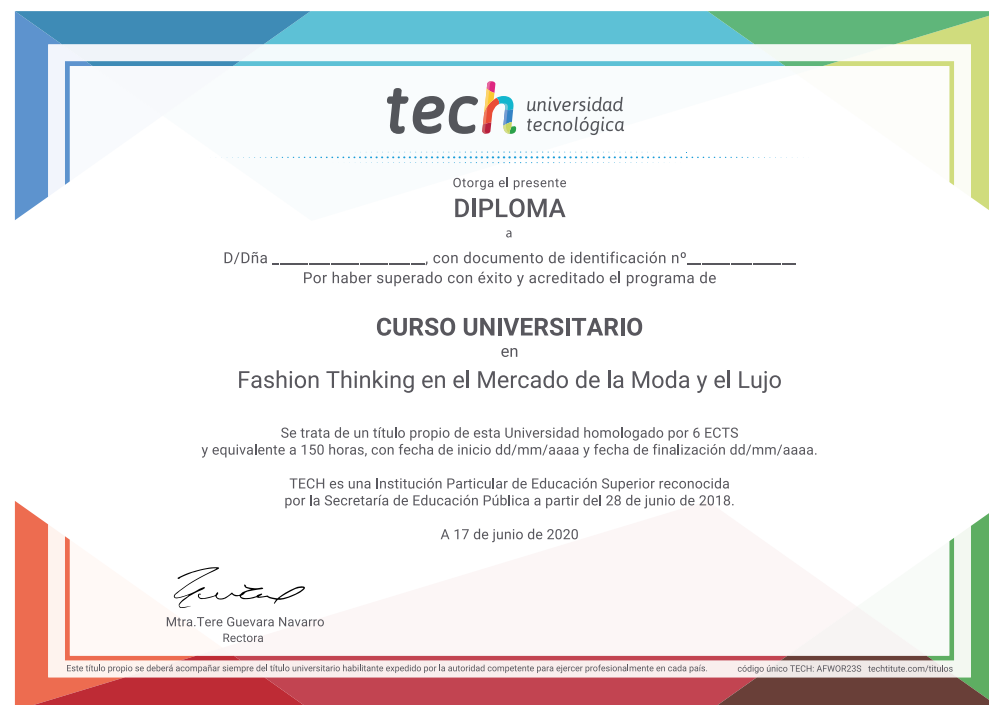 tech universidad
tecnológica
Otorga el presente
DIPLOMA
a
D/Dña ____________________, con documento de identificación nº______________
Por haber superado con éxito y acreditado el programa de
CURSO UNIVERSITARIO
en
Fashion Thinking en el Mercado de la Moda y el Lujo
Se trata de un título propio de esta Universidad homologado por 6 ECTS
y equivalente a 150 horas, con fecha de inicio dd/mm/aaaa y fecha de finalización dd/mm/aaaa.
TECH es una Institución Particular de Educación Superior reconocida
por la Secretaría de Educación Pública a partir del 28 de junio de 2018.
A 17 de junio de 2020
Mtra.Tere Guevara Navarro
Rectora
Este título propio se deberá acompañar siempre del título universitario habilitante expedido por la autoridad competente para ejercer profesionalmente en cada país. código único TECH: AFWOR23S techtitute.com/titulos